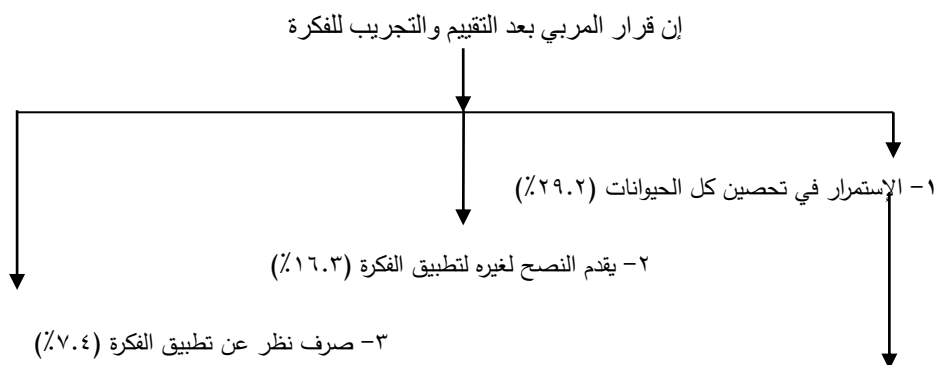 إن قرار المربي بعد التقييم والتجريب للفكرة
١- الإستمرار في تحصين كل الحيوانات (٢٩.٢٪)
٢- يقدم النصح لغيره لتطبيق الفكرة (١٦.٣٪)
٣- صرف نظر عن تطبيق الفكرة (٧.٤٪)